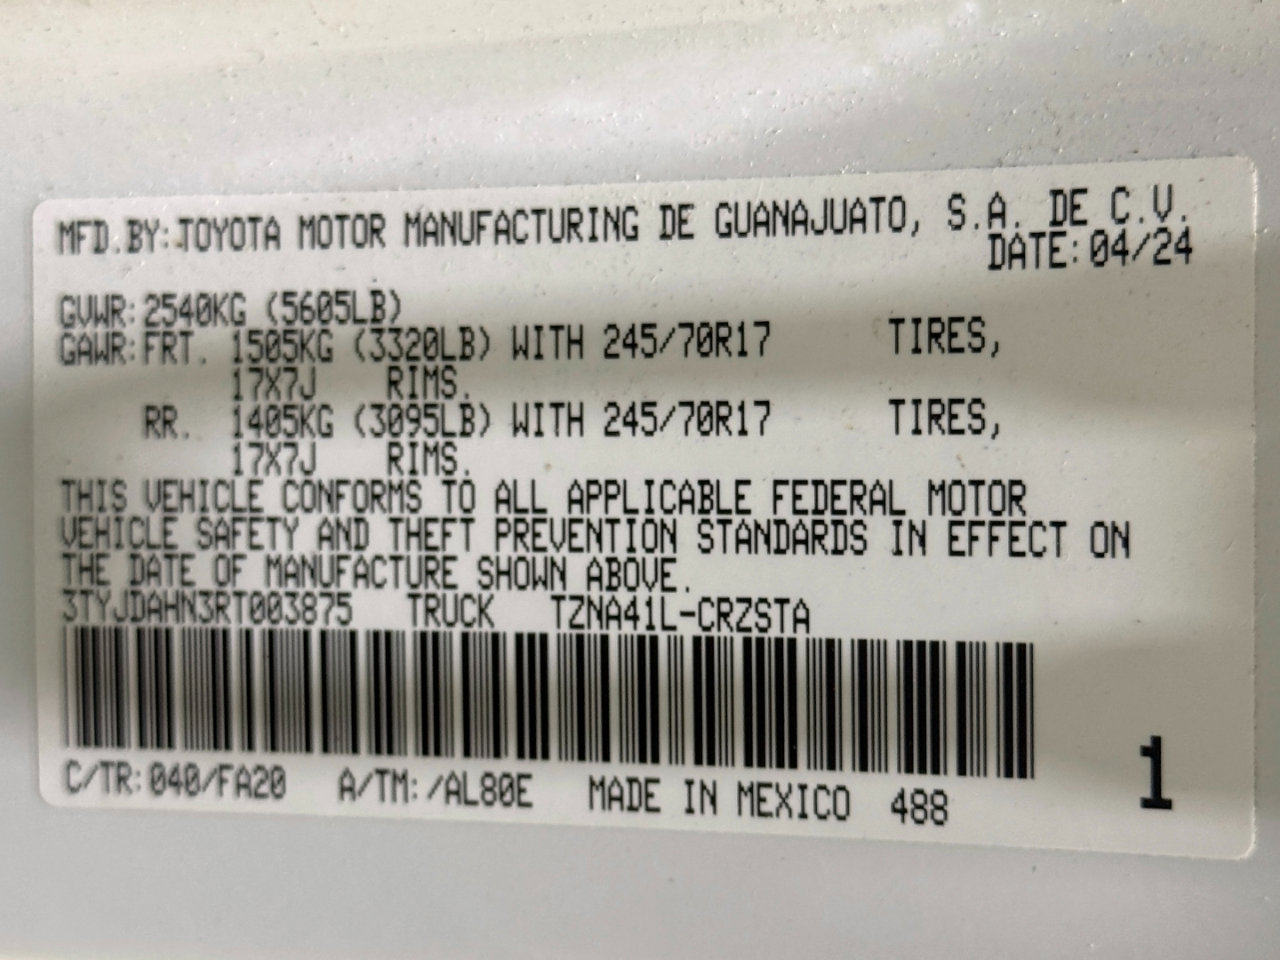 MFD.BY:TOYOTA MOTOR MANUFACTURING DE GUANAJUATO, S.A. DE C.V.
DATE:04/24
GVWR:2540KG (5605LB)
GAWR:FRT. 1505KG (3320LB) WITH 245/70R17 TIRES,
17X7J RIMS.
RR. 1405KG (3095LB) WITH 245/70R17 TIRES,
17X7J RIMS.
THIS VEHICLE CONFORMS TO ALL APPLICABLE FEDERAL MOTOR
VEHICLE SAFETY AND THEFT PREVENTION STANDARDS IN EFFECT ON
THE DATE OF MANUFACTURE SHOWN ABOVE.
3TYJDAHN3RT003875 TRUCK TZNA41L-CRZSTA
C/TR:040/FA20 A/TM:/AL80E MADE IN MEXICO 488
1